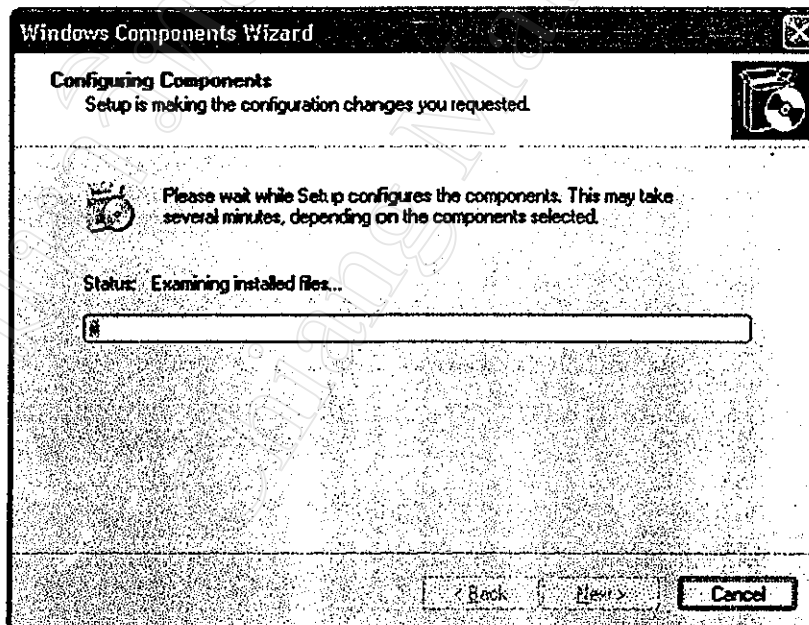 Windows Components Wizard
Configuring Components
Setup is making the configuration changes you requested.
Please wait while Setup configures the components. This may take
several minutes, depending on the components selected.
Status: Examining installed files...
< Back Next > Cancel